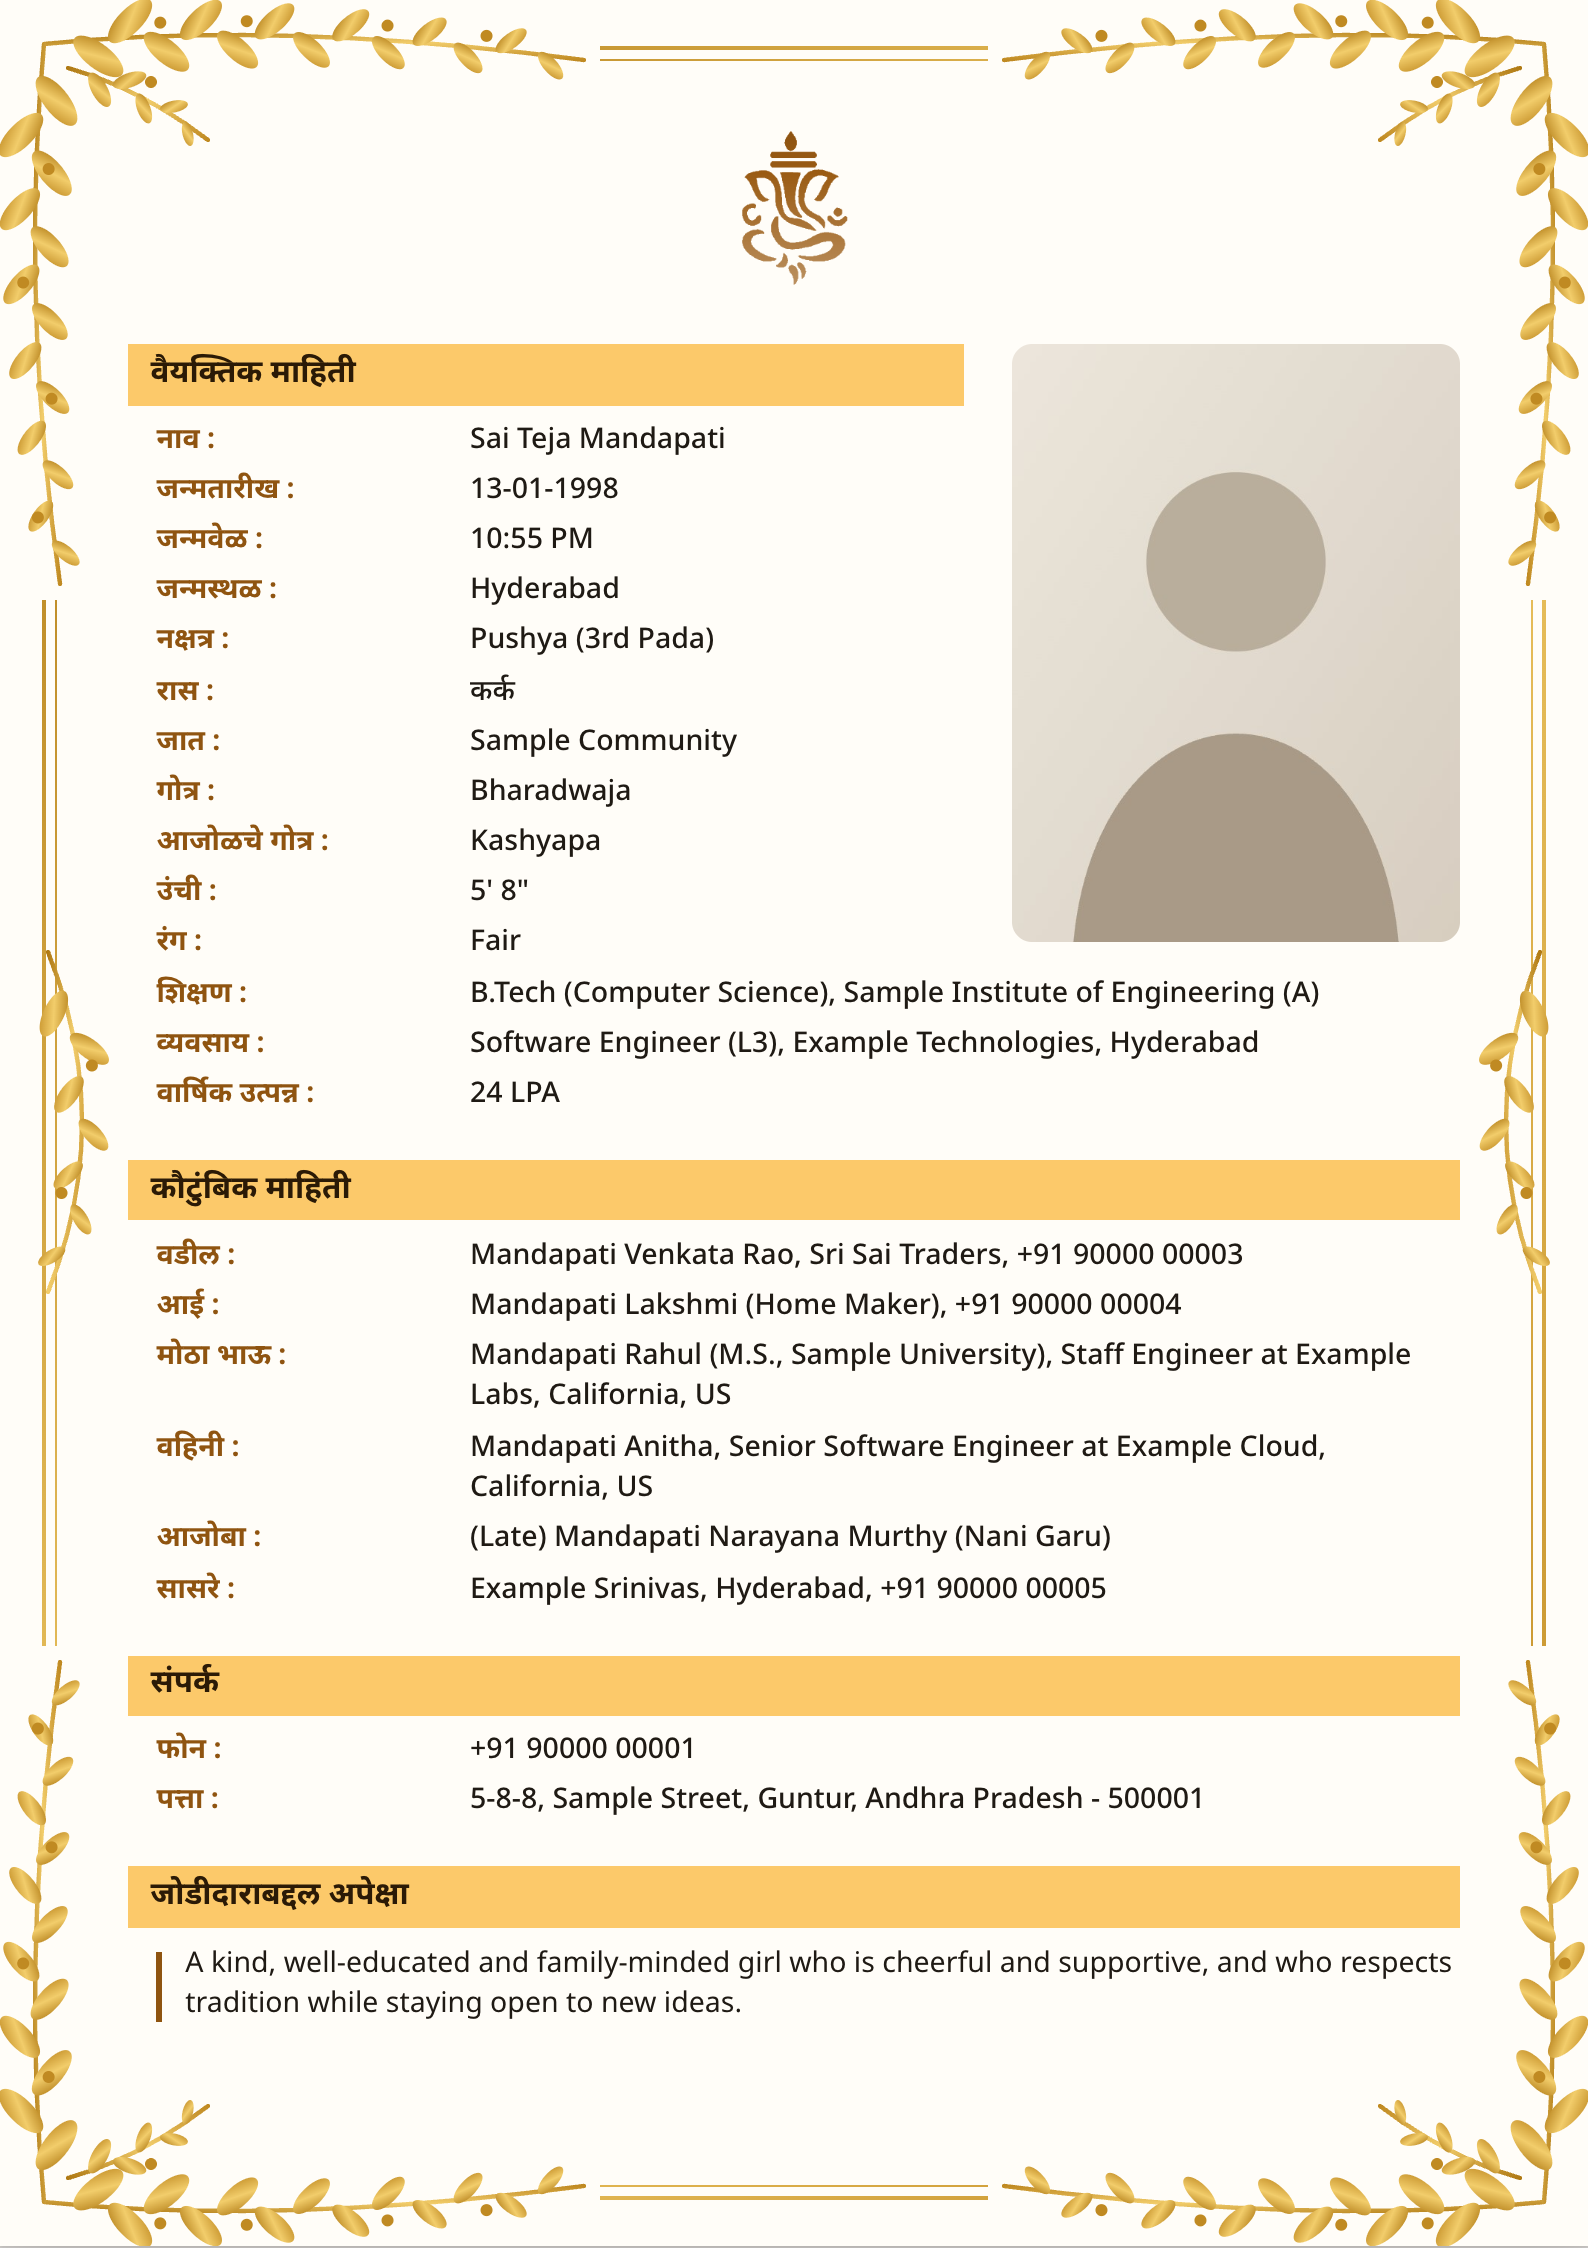 वैयक्तिक माहिती
नाव : Sai Teja Mandapati
जन्मतारीख : 13-01-1998
जन्मवेळ : 10:55 PM
जन्मस्थळ : Hyderabad
नक्षत्र : Pushya (3rd Pada)
रास : कर्क
जात : Sample Community
गोत्र : Bharadwaja
आजोळचे गोत्र : Kashyapa
उंची : 5' 8"
रंग : Fair
शिक्षण : B.Tech (Computer Science), Sample Institute of Engineering (A)
व्यवसाय : Software Engineer (L3), Example Technologies, Hyderabad
वार्षिक उत्पन्न : 24 LPA
कौटुंबिक माहिती
वडील : Mandapati Venkata Rao, Sri Sai Traders, +91 90000 00003
आई : Mandapati Lakshmi (Home Maker), +91 90000 00004
मोठा भाऊ : Mandapati Rahul (M.S., Sample University), Staff Engineer at Example
Labs, California, US
वहिनी : Mandapati Anitha, Senior Software Engineer at Example Cloud,
California, US
आजोबा : (Late) Mandapati Narayana Murthy (Nani Garu)
सासरे : Example Srinivas, Hyderabad, +91 90000 00005
संपर्क
फोन : +91 90000 00001
पत्ता : 5-8-8, Sample Street, Guntur, Andhra Pradesh - 500001
जोडीदाराबद्दल अपेक्षा
A kind, well-educated and family-minded girl who is cheerful and supportive, and who respects
tradition while staying open to new ideas.